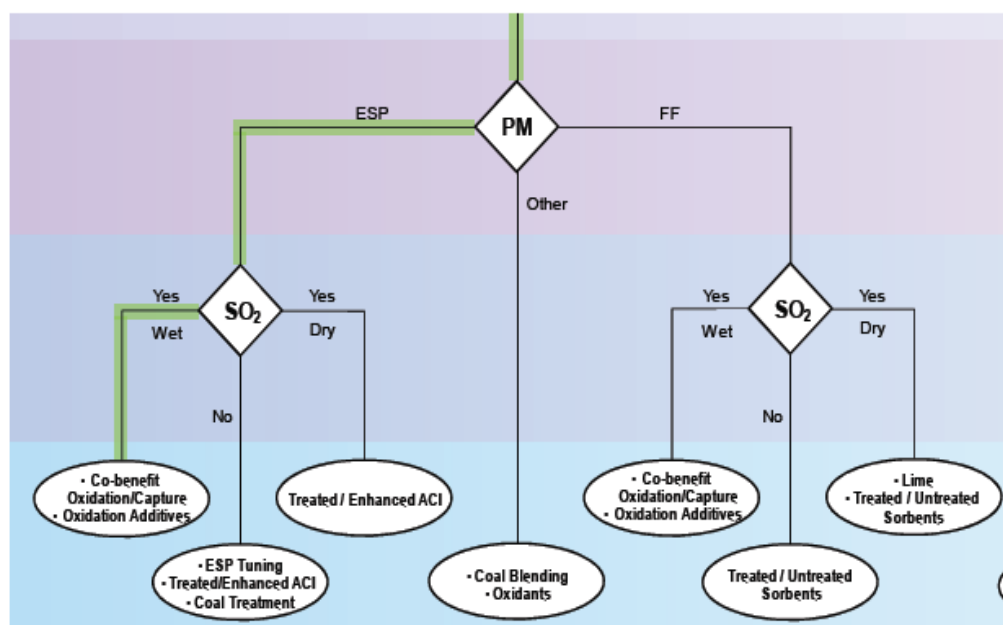 ESP
PM
FF
Other
Yes
SO₂
Yes
Wet
Dry
No
Yes
SO₂
Yes
Wet
Dry
No
• Co-benefit
Oxidation/Capture
• Oxidation Additives
Treated / Enhanced ACI
• Co-benefit
Oxidation/Capture
• Oxidation Additives
• Lime
• Treated / Untreated
Sorbents
• ESP Tuning
• Treated/Enhanced ACI
• Coal Treatment
• Coal Blending
• Oxidants
Treated / Untreated
Sorbents